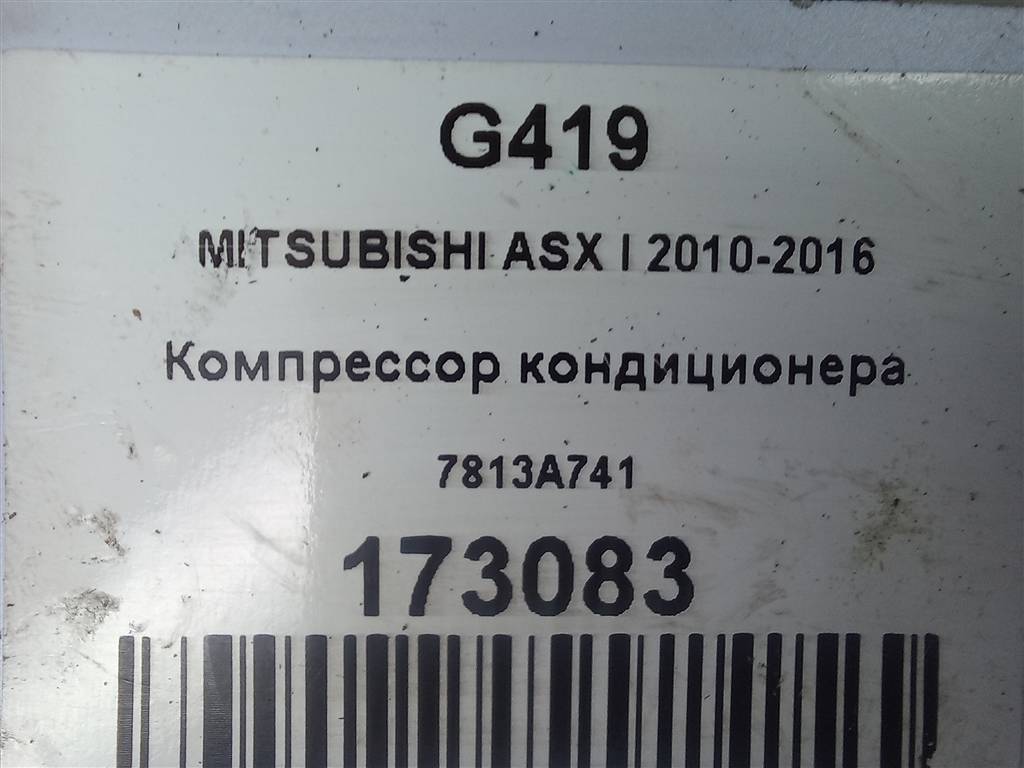 G419
MITSUBISHI ASX I 2010-2016
Компрессор кондиционера
7813A741
173083